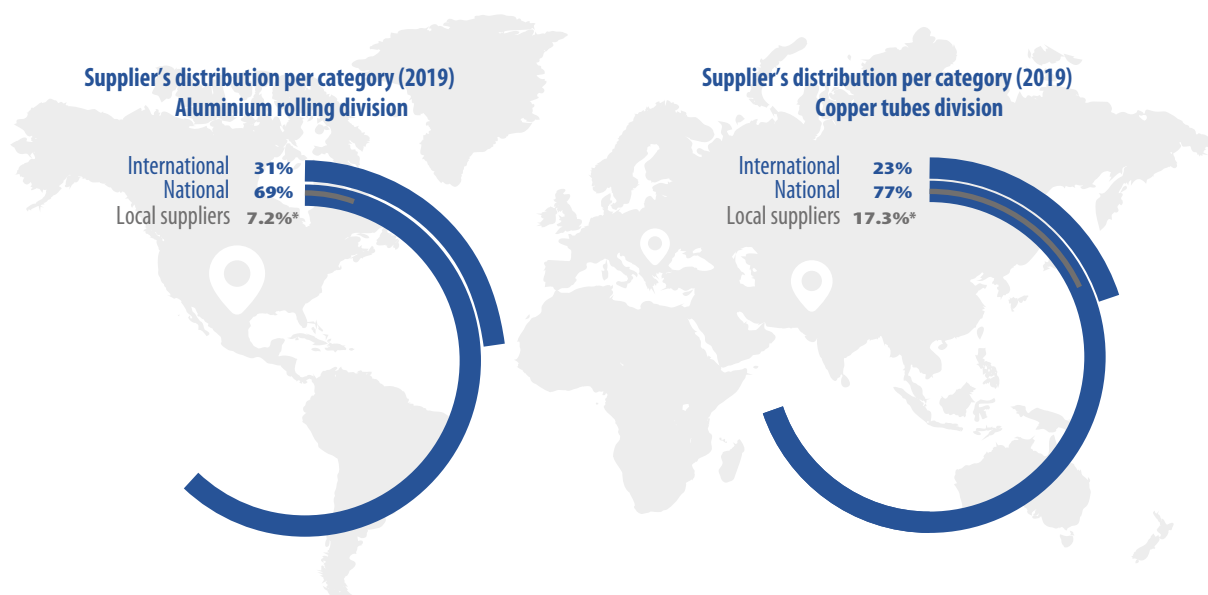 Supplier's distribution per category (2019)
Aluminium rolling division
International 31%
National 69%
Local suppliers 7.2%*
Supplier's distribution per category (2019)
Copper tubes division
International 23%
National 77%
Local suppliers 17.3%*